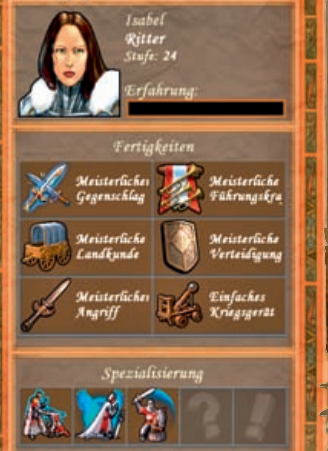 Isabel
Ritter
Stufe: 24
Erfahrung:
Fertigkeiten
Meisterlicher
Gegenschlag
Meisterliche
Führungskra
Meisterliche
Landkunde
Meisterliche
Verteidigung
Meisterlicher
Angriff
Einfaches
Kriegsgerät
Spezialisierung
? !